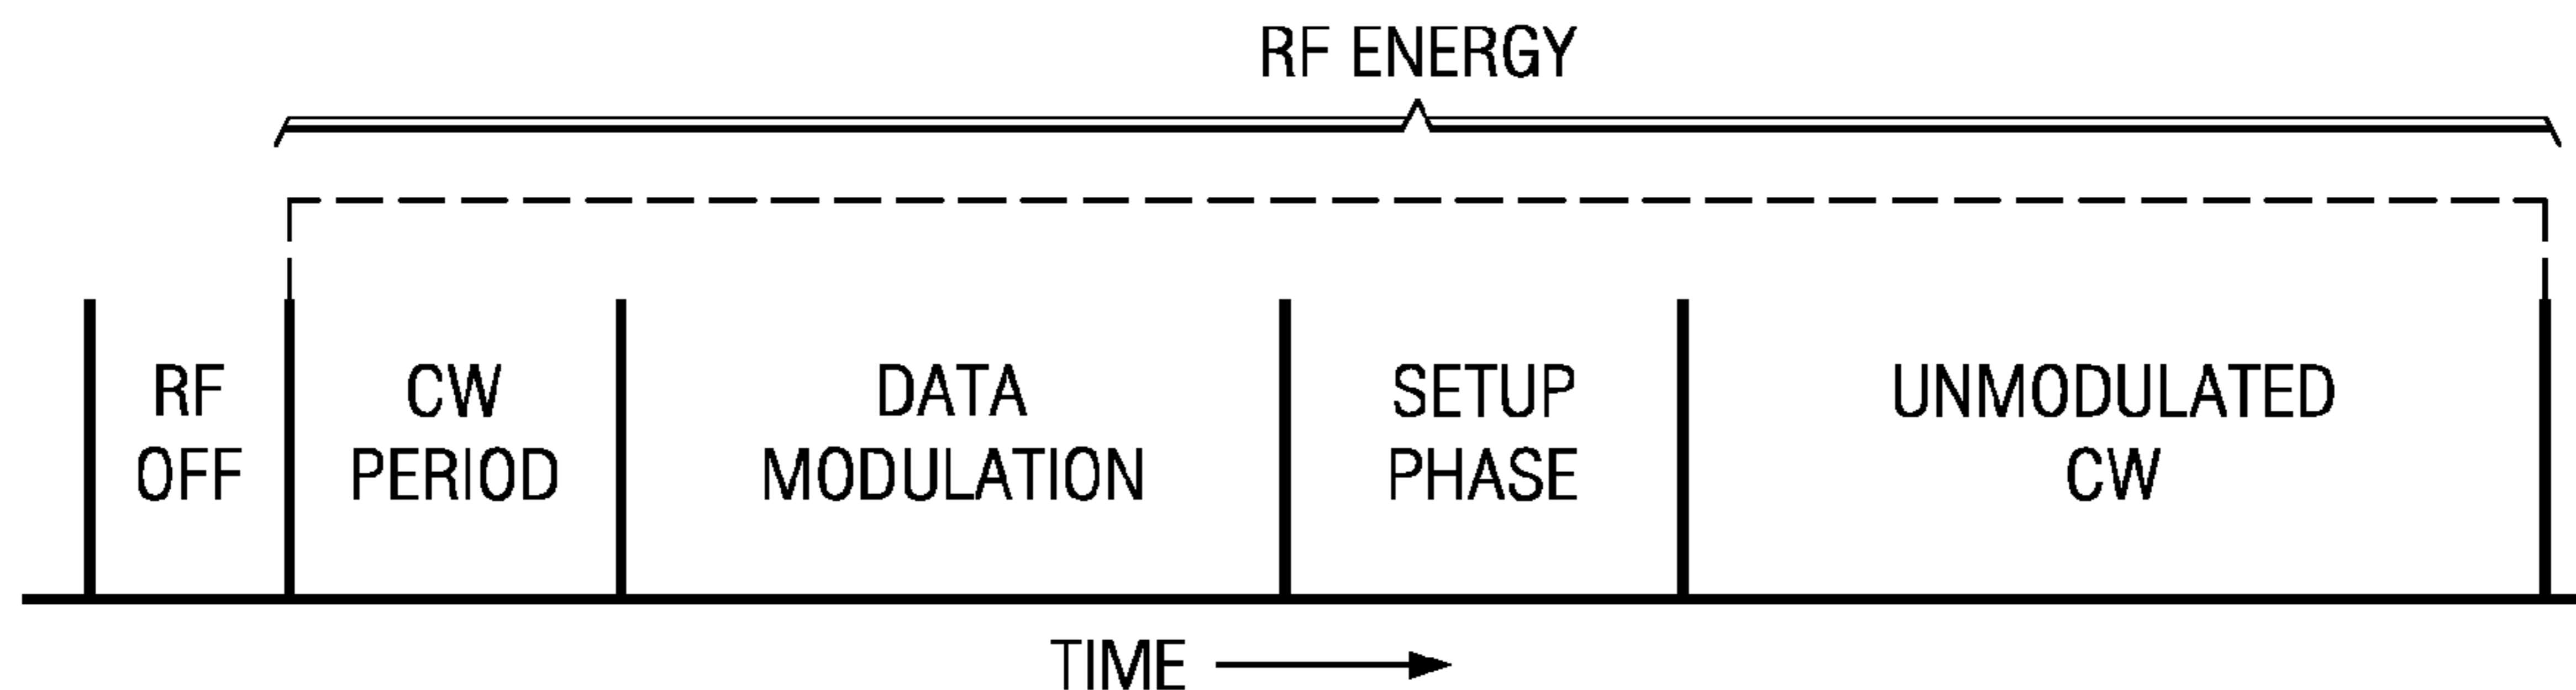 RF ENERGY
RF
OFF
CW
PERIOD
DATA
MODULATION
SETUP
PHASE
UNMODULATED
CW
TIME